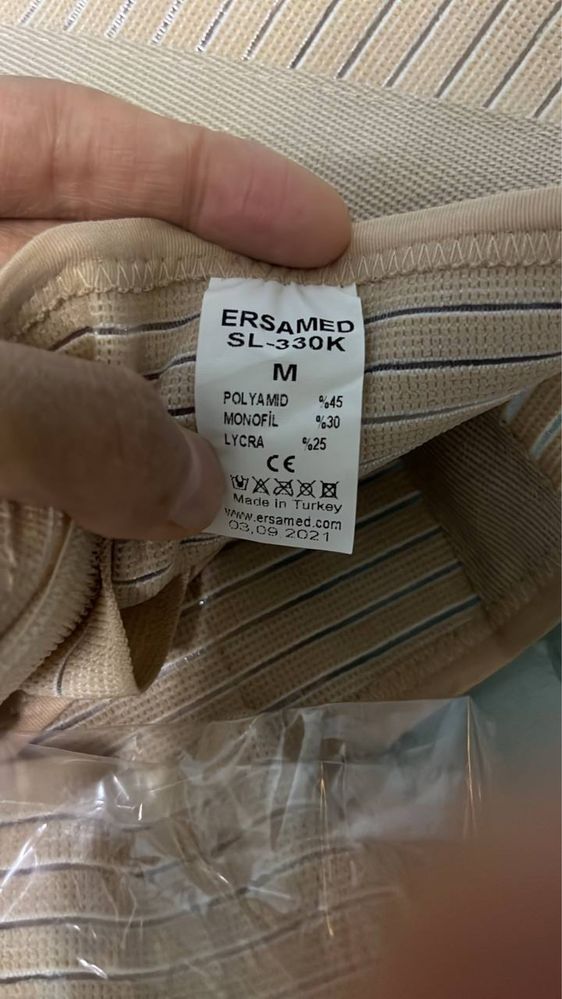 ERSAMED
SL-330K
M
POLYAMID %45
MONOFİL %30
LYCRA %25
CE
Made in Turkey
www.ersamed.com
03.09.2021